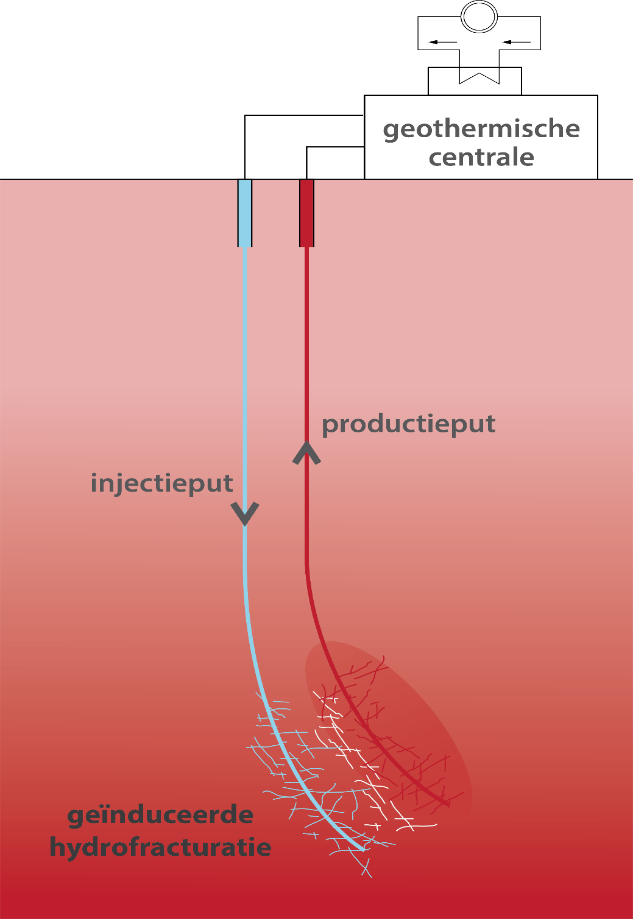 geothermische
centrale
productieput
injectieput
geïnduceerde
hydrofracturatie